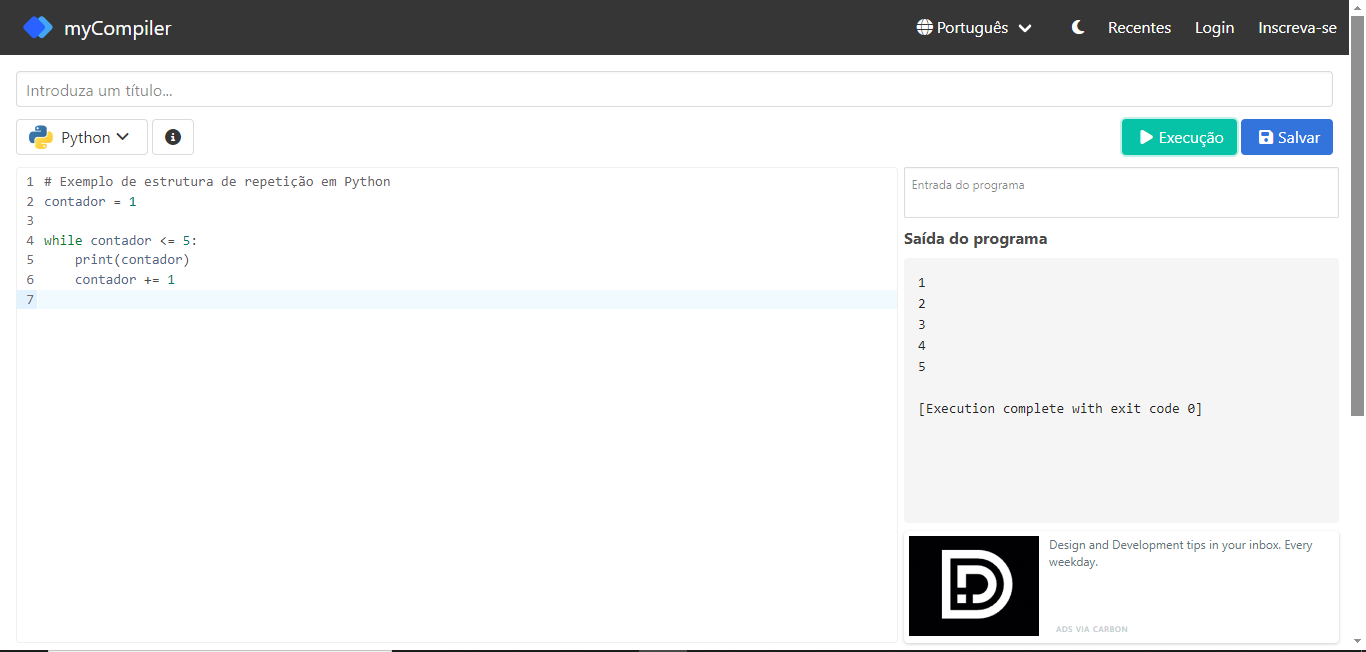 myCompiler
Português
Recentes
Login
Inscreva-se
Introduza um título...
Python
Execução
Salvar
1 # Exemplo de estrutura de repetição em Python
2 contador = 1
3
4 while contador <= 5:
5     print(contador)
6     contador += 1
7
Entrada do programa
Saída do programa
1
2
3
4
5
[Execution complete with exit code 0]
Design and Development tips in your inbox. Every
weekday.
ADS VIA CARBON